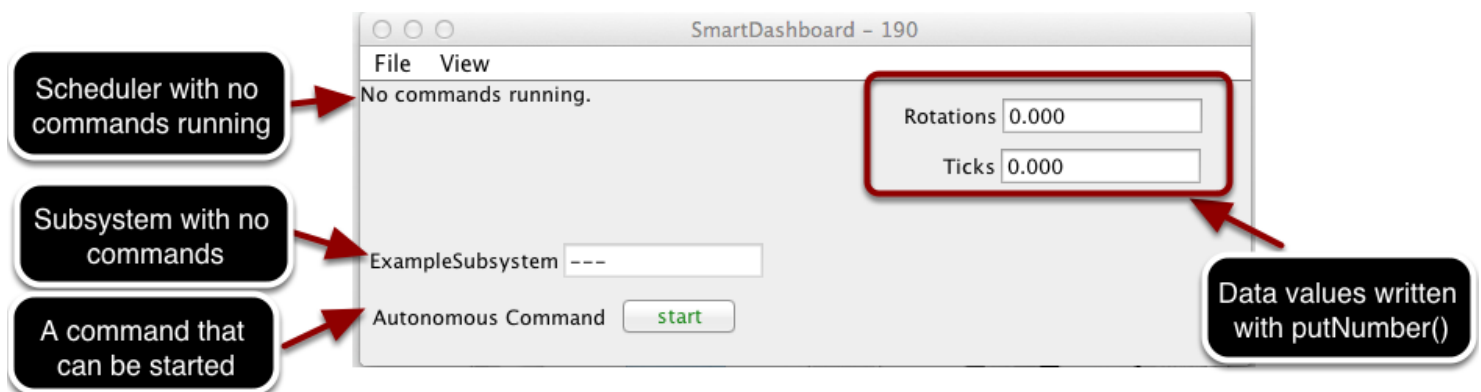 SmartDashboard – 190
File View
Scheduler with no
commands running
No commands running.
Rotations 0.000
Ticks 0.000
Subsystem with no
commands
ExampleSubsystem ---
Data values written
with putNumber()
A command that
can be started
Autonomous Command start